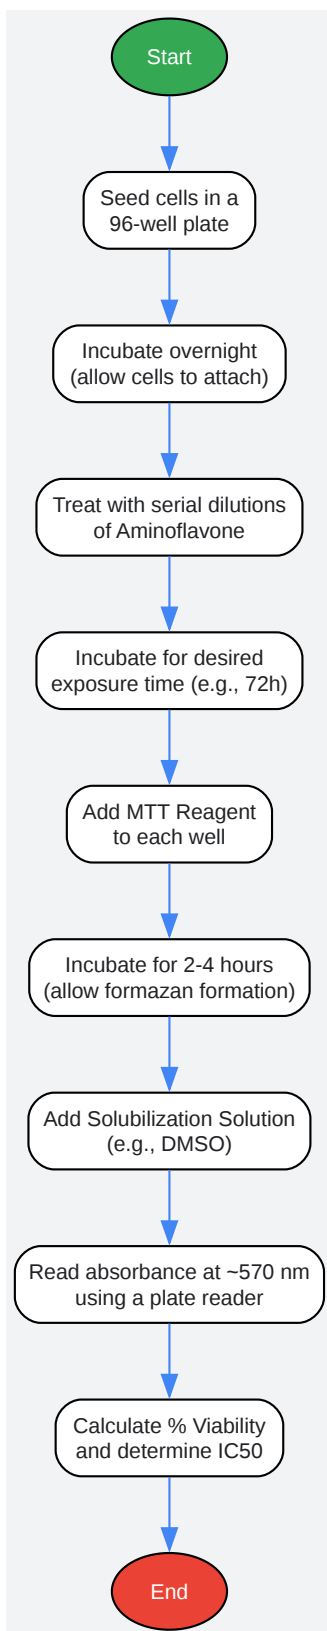 Start
Seed cells in a
96-well plate
Incubate overnight
(allow cells to attach)
Treat with serial dilutions
of Aminoflavone
Incubate for desired
exposure time (e.g., 72h)
Add MTT Reagent
to each well
Incubate for 2-4 hours
(allow formazan formation)
Add Solubilization Solution
(e.g., DMSO)
Read absorbance at ~570 nm
using a plate reader
Calculate % Viability
and determine IC50
End